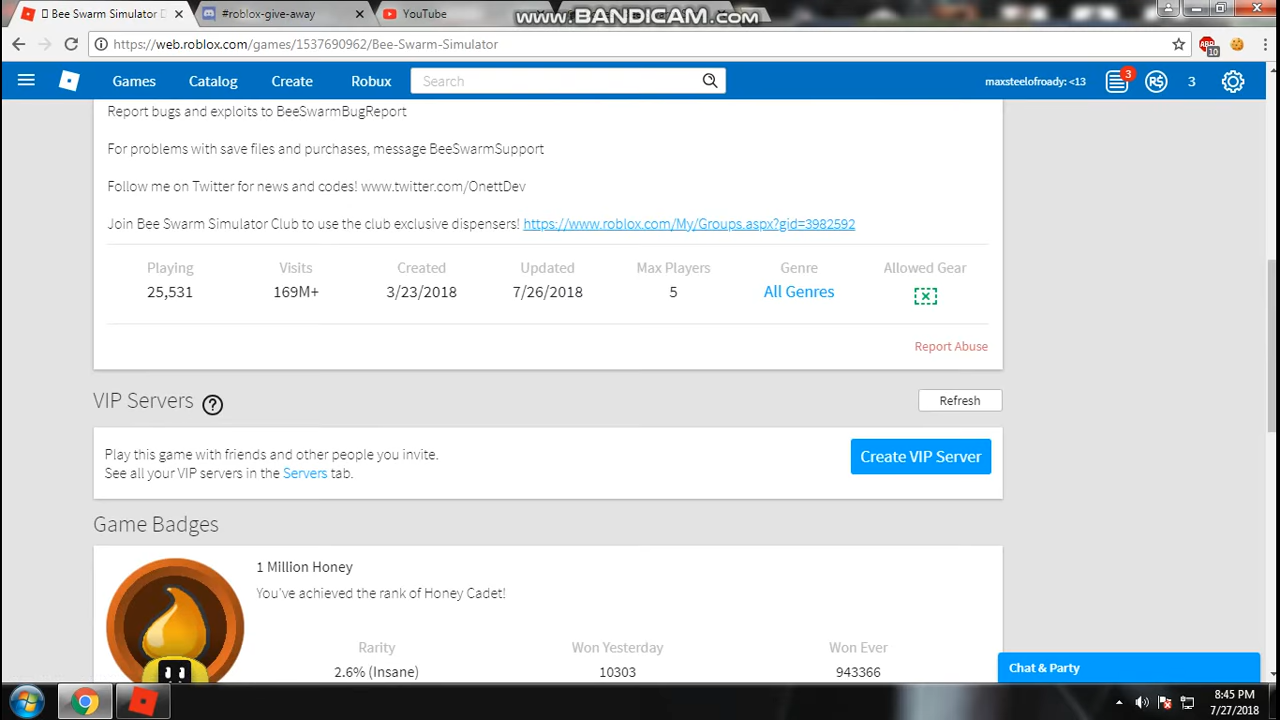 Bee Swarm Simulator
#roblox-give-away
YouTube
www.BANDICAM.com
https://web.roblox.com/games/1537690962/Bee-Swarm-Simulator
ABP
10
Games
Catalog
Create
Robux
Search
maxsteelofroady: <13
3
R$
3
Report bugs and exploits to BeeSwarmBugReport
For problems with save files and purchases, message BeeSwarmSupport
Follow me on Twitter for news and codes! www.twitter.com/OnettDev
Join Bee Swarm Simulator Club to use the club exclusive dispensers! https://www.roblox.com/My/Groups.aspx?gid=3982592
Playing Visits Created Updated Max Players Genre Allowed Gear
25,531 169M+ 3/23/2018 7/26/2018 5 All Genres
Report Abuse
VIP Servers ?
Refresh
Play this game with friends and other people you invite.
See all your VIP servers in the Servers tab.
Create VIP Server
Game Badges
1 Million Honey
You've achieved the rank of Honey Cadet!
Rarity Won Yesterday Won Ever
2.6% (Insane) 10303 943366
Chat & Party
8:45 PM
7/27/2018